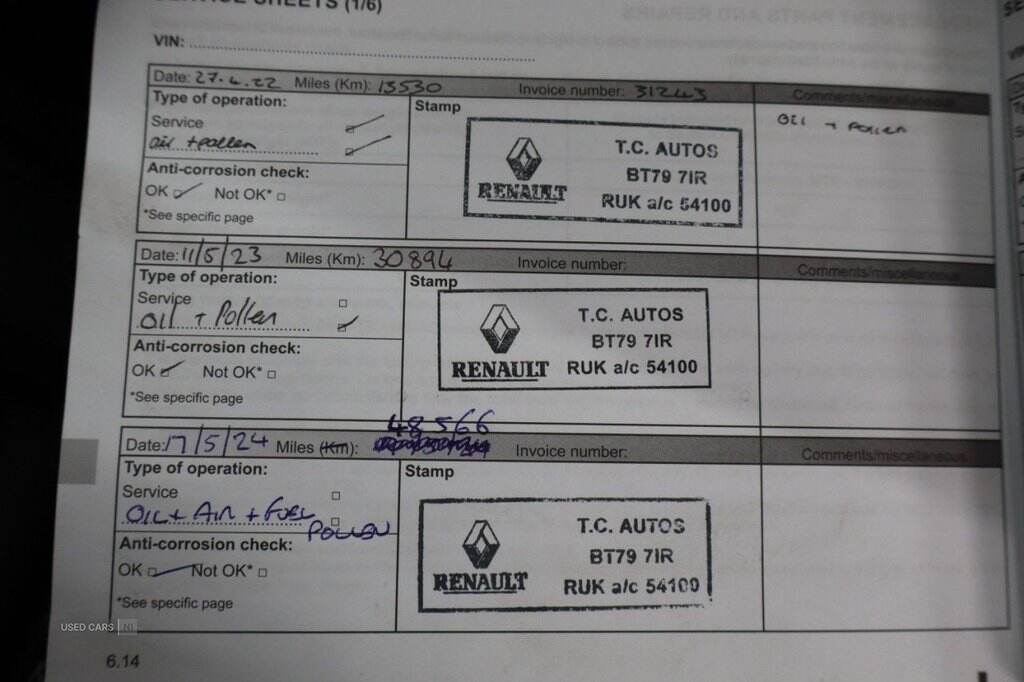 SERVICE SHEETS (1/6)
VIN:
Date: 27.4.22 Miles (Km): 13530 Invoice number: 31243 Comments/miscellaneous
Type of operation: Stamp
Service
oil + pollen
OIL + POLLEN
RENAULT
T.C. AUTOS
BT79 7IR
RUK a/c 54100
Anti-corrosion check:
OK Not OK*
*See specific page
Date: 11/5/23 Miles (Km): 30894 Invoice number: Comments/miscellaneous
Type of operation: Stamp
Service
OIL + Pollen
RENAULT
T.C. AUTOS
BT79 7IR
RUK a/c 54100
Anti-corrosion check:
OK Not OK*
*See specific page
48566
Date: 17/5/24 Miles (Km): Invoice number: Comments/miscellaneous
Type of operation: Stamp
Service
OIL + AIR + FUEL
POLLEN
RENAULT
T.C. AUTOS
BT79 7IR
RUK a/c 54100
Anti-corrosion check:
OK Not OK*
*See specific page
USED CARS NI
6.14